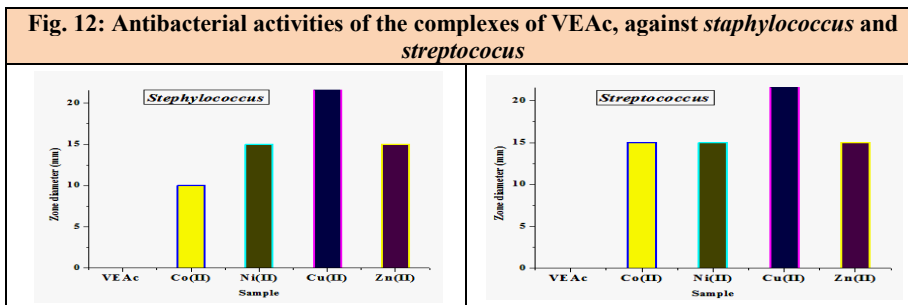 Fig. 12: Antibacterial activities of the complexes of VEAc, against staphylococcus and
streptococus
Stephylococcus
Zone diameter (mm)
20
15
10
5
0
VEAc Co(II) Ni(II) Cu(II) Zn(II)
Sample
Streptococcus
Zone diameter (mm)
20
15
10
5
0
VEAc Co(II) Ni(II) Cu(II) Zn(II)
Sample